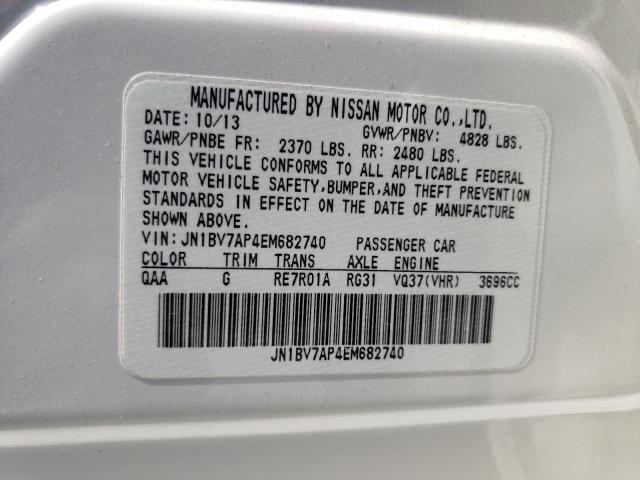 MANUFACTURED BY NISSAN MOTOR CO.,LTD.
DATE: 10/13 GVWR/PNBV: 4828 LBS.
GAWR/PNBE FR: 2370 LBS. RR: 2480 LBS.
THIS VEHICLE CONFORMS TO ALL APPLICABLE FEDERAL
MOTOR VEHICLE SAFETY,BUMPER,AND THEFT PREVENTION
STANDARDS IN EFFECT ON THE DATE OF MANUFACTURE
SHOWN ABOVE.
VIN:JN1BV7AP4EM682740 PASSENGER CAR
COLOR TRIM TRANS AXLE ENGINE
QAA G RE7R01A RG31 VQ37(VHR) 3696CC
JN1BV7AP4EM682740